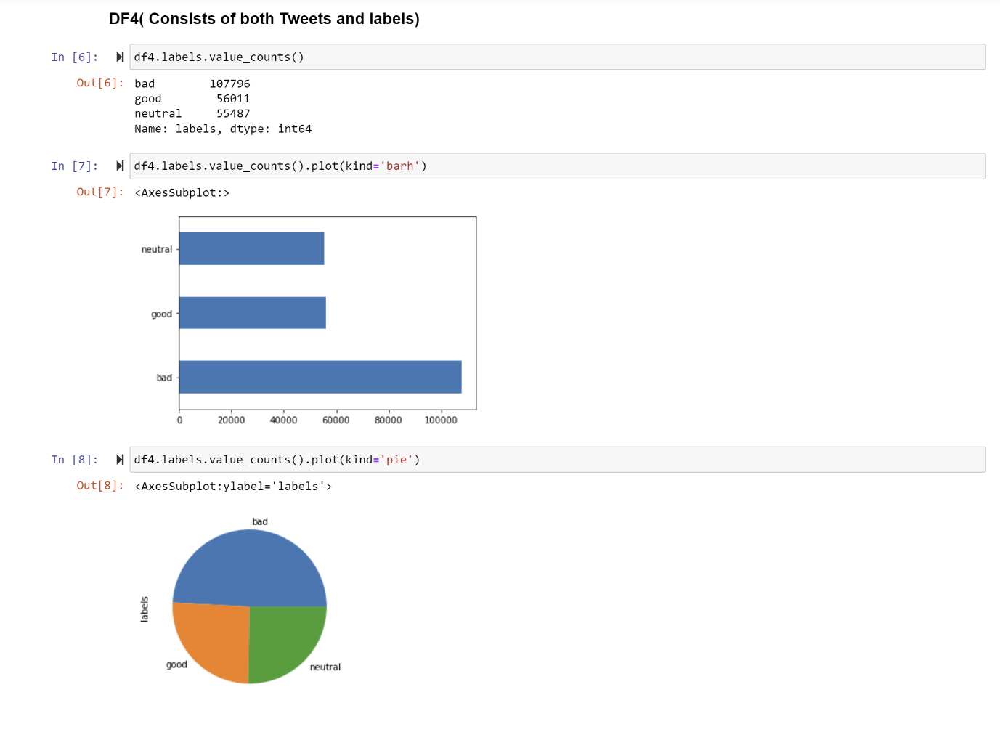 DF4( Consists of both Tweets and labels)
In [6]: df4.labels.value_counts()
Out[6]: bad 107796
good 56011
neutral 55487
Name: labels, dtype: int64
In [7]: df4.labels.value_counts().plot(kind='barh')
Out[7]: <AxesSubplot:>
neutral
good
bad
0 20000 40000 60000 80000 100000
In [8]: df4.labels.value_counts().plot(kind='pie')
Out[8]: <AxesSubplot:ylabel='labels'>
bad
labels
good
neutral